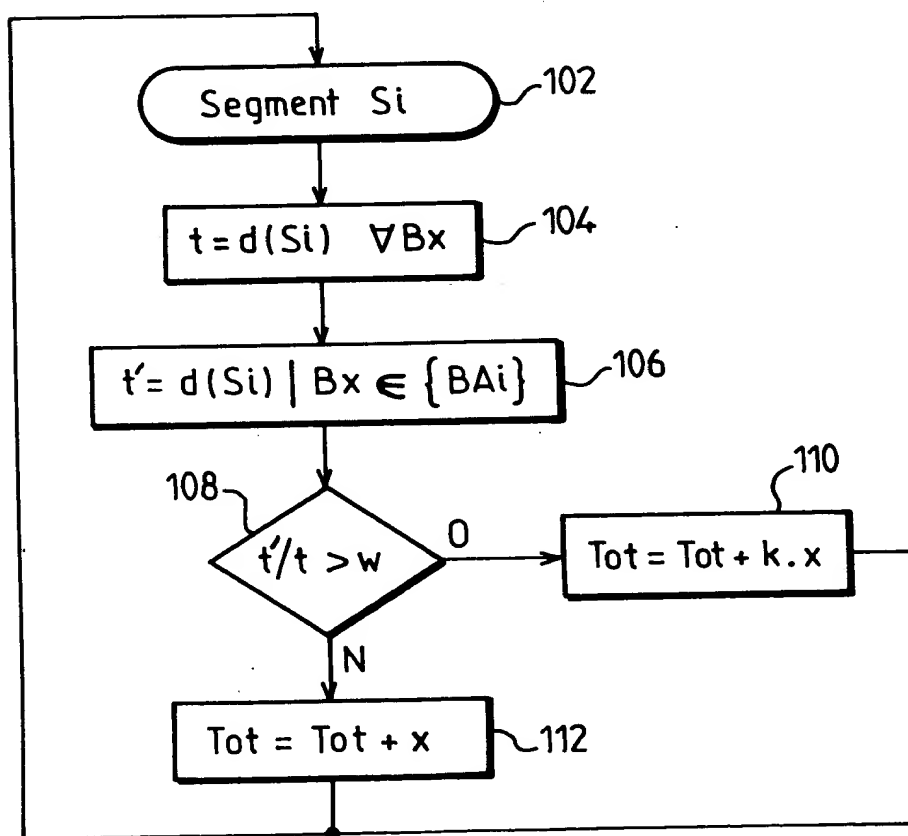 Segment Si
102
t = d(Si) ∀Bx
104
t' = d(Si) | Bx ∈ {BAi}
106
108
t'/t > w
O
110
Tot = Tot + k.x
N
Tot = Tot + x
112